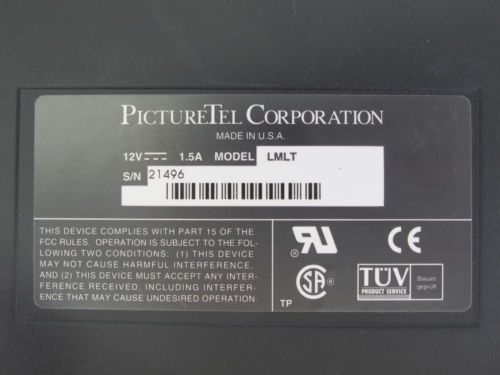 PICTURETEL CORPORATION
MADE IN U.S.A.
12V 1.5A MODEL LMLT
S/N 21496
THIS DEVICE COMPLIES WITH PART 15 OF THE
FCC RULES. OPERATION IS SUBJECT TO THE FOL-
LOWING TWO CONDITIONS: (1) THIS DEVICE
MAY NOT CAUSE HARMFUL INTERFERENCE.
AND (2) THIS DEVICE MUST ACCEPT ANY INTER-
FERENCE RECEIVED, INCLUDING INTERFER-
ENCE THAT MAY CAUSE UNDESIRED OPERATION.
® UR CE
SA ®
TP
TÜV
PRODUCT SERVICE
Bauart
geprüft